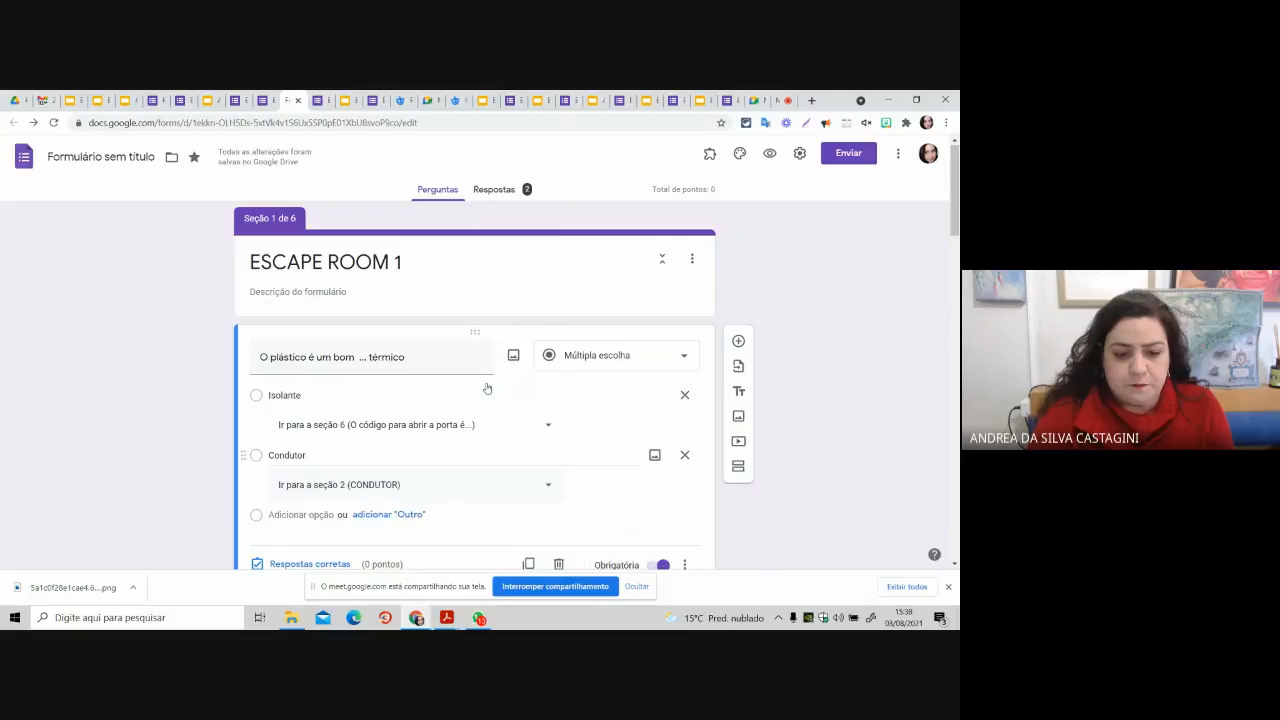 docs.google.com/forms/d/1ekkn-OLH5Ds-5xtVk4v1S6Ux5SP0pE01XbU8svoP9co/edit
Formulário sem título
Todas as alterações foram
salvas no Google Drive
Enviar
Perguntas
Respostas 2
Total de pontos: 0
Seção 1 de 6
ESCAPE ROOM 1
Descrição do formulário
O plástico é um bom ... térmico
Múltipla escolha
Isolante
Ir para a seção 6 (O código para abrir a porta é...)
Condutor
Ir para a seção 2 (CONDUTOR)
Adicionar opção ou adicionar "Outro"
Respostas corretas (0 pontos)
Obrigatória
ANDREA DA SILVA CASTAGINI
5a1c0f28e1cae4.6....png
O meet.google.com está compartilhando sua tela.
Interromper compartilhamento
Ocultar
Exibir todos
Digite aqui para pesquisar
15°C Pred. nublado
15:38
03/08/2021